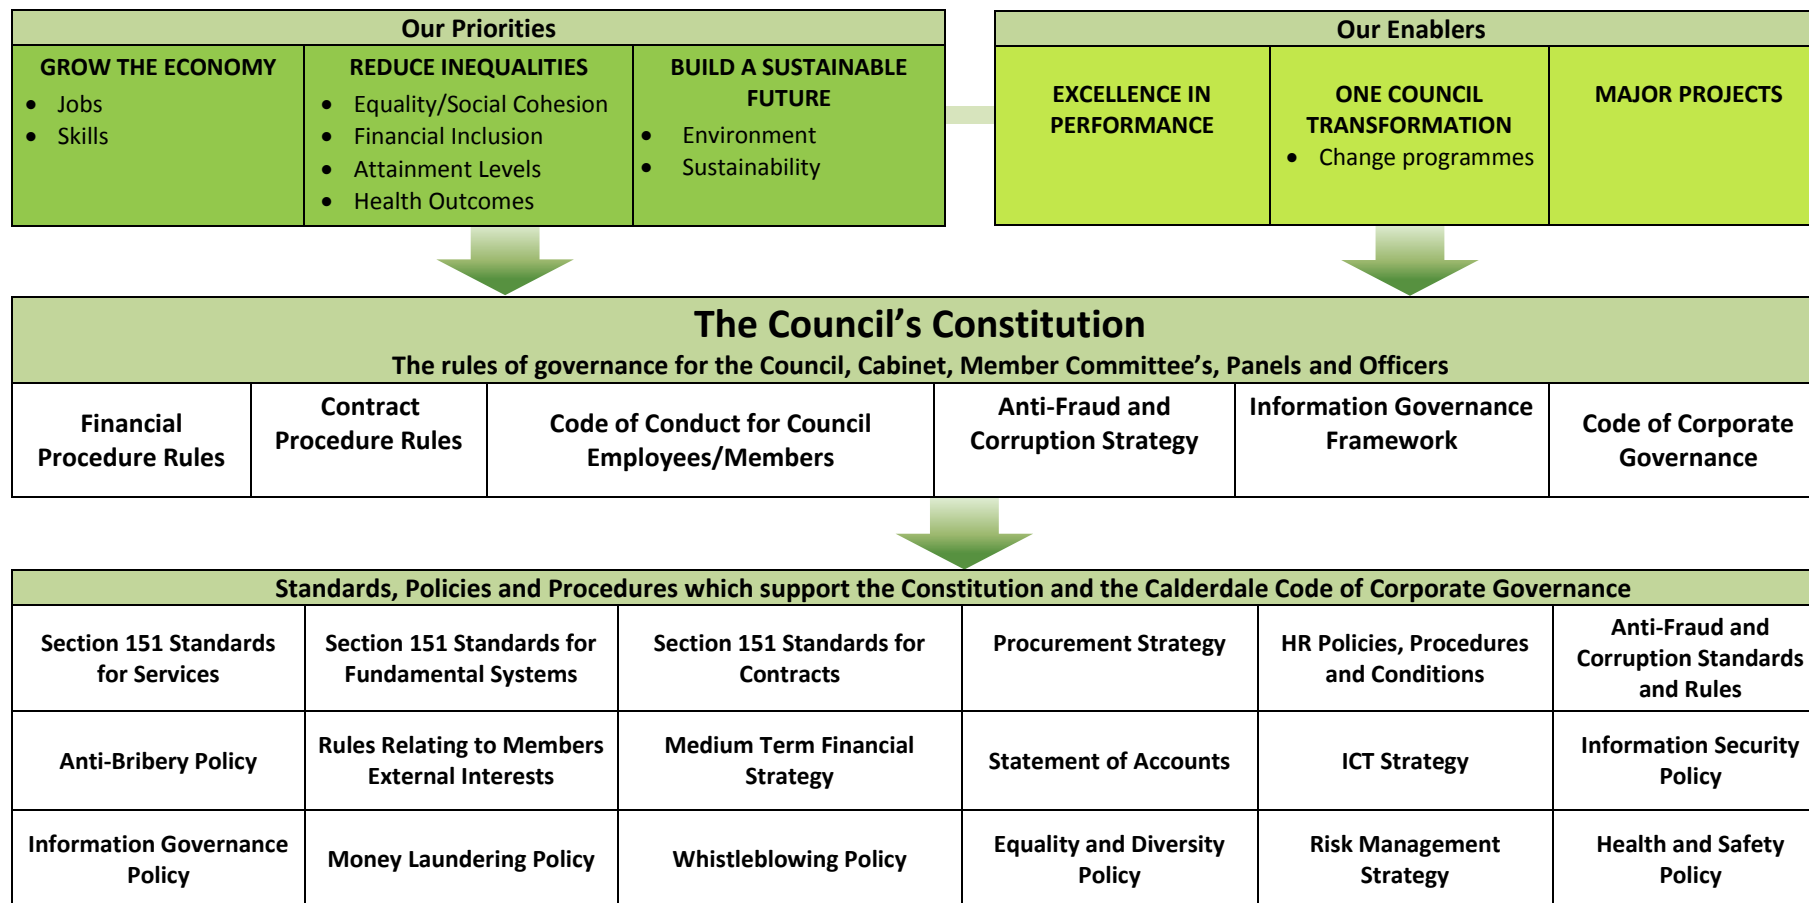 Our Priorities
GROW THE ECONOMY
• Jobs
• Skills
REDUCE INEQUALITIES
• Equality/Social Cohesion
• Financial Inclusion
• Attainment Levels
• Health Outcomes
BUILD A SUSTAINABLE
FUTURE
• Environment
• Sustainability
Our Enablers
EXCELLENCE IN
PERFORMANCE
ONE COUNCIL
TRANSFORMATION
• Change programmes
MAJOR PROJECTS
The Council’s Constitution
The rules of governance for the Council, Cabinet, Member Committee’s, Panels and Officers
Financial
Procedure Rules
Contract
Procedure Rules
Code of Conduct for Council
Employees/Members
Anti-Fraud and
Corruption Strategy
Information Governance
Framework
Code of Corporate
Governance
Standards, Policies and Procedures which support the Constitution and the Calderdale Code of Corporate Governance
Section 151 Standards
for Services
Section 151 Standards for
Fundamental Systems
Section 151 Standards for
Contracts
Procurement Strategy
HR Policies, Procedures
and Conditions
Anti-Fraud and
Corruption Standards
and Rules
Anti-Bribery Policy
Rules Relating to Members
External Interests
Medium Term Financial
Strategy
Statement of Accounts
ICT Strategy
Information Security
Policy
Information Governance
Policy
Money Laundering Policy
Whistleblowing Policy
Equality and Diversity
Policy
Risk Management
Strategy
Health and Safety
Policy